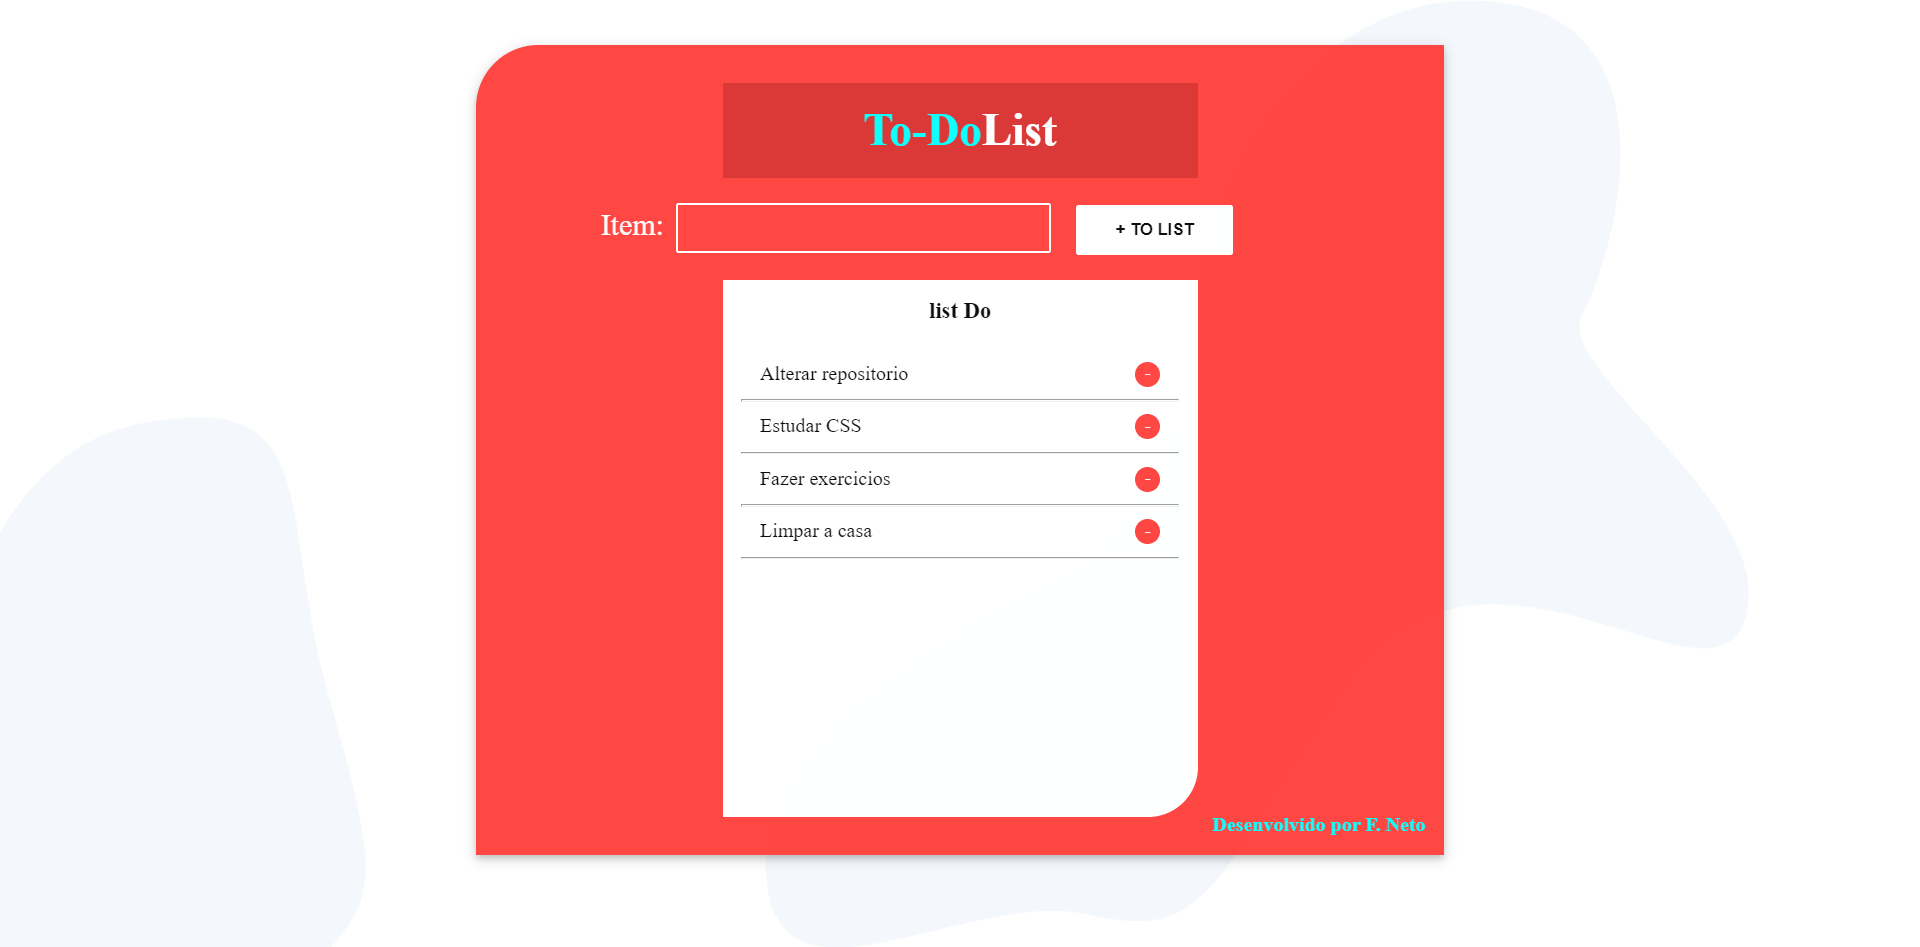 To-DoList
Item:
+ TO LIST
list Do
Alterar repositorio
-
Estudar CSS
-
Fazer exercicios
-
Limpar a casa
-
Desenvolvido por F. Neto